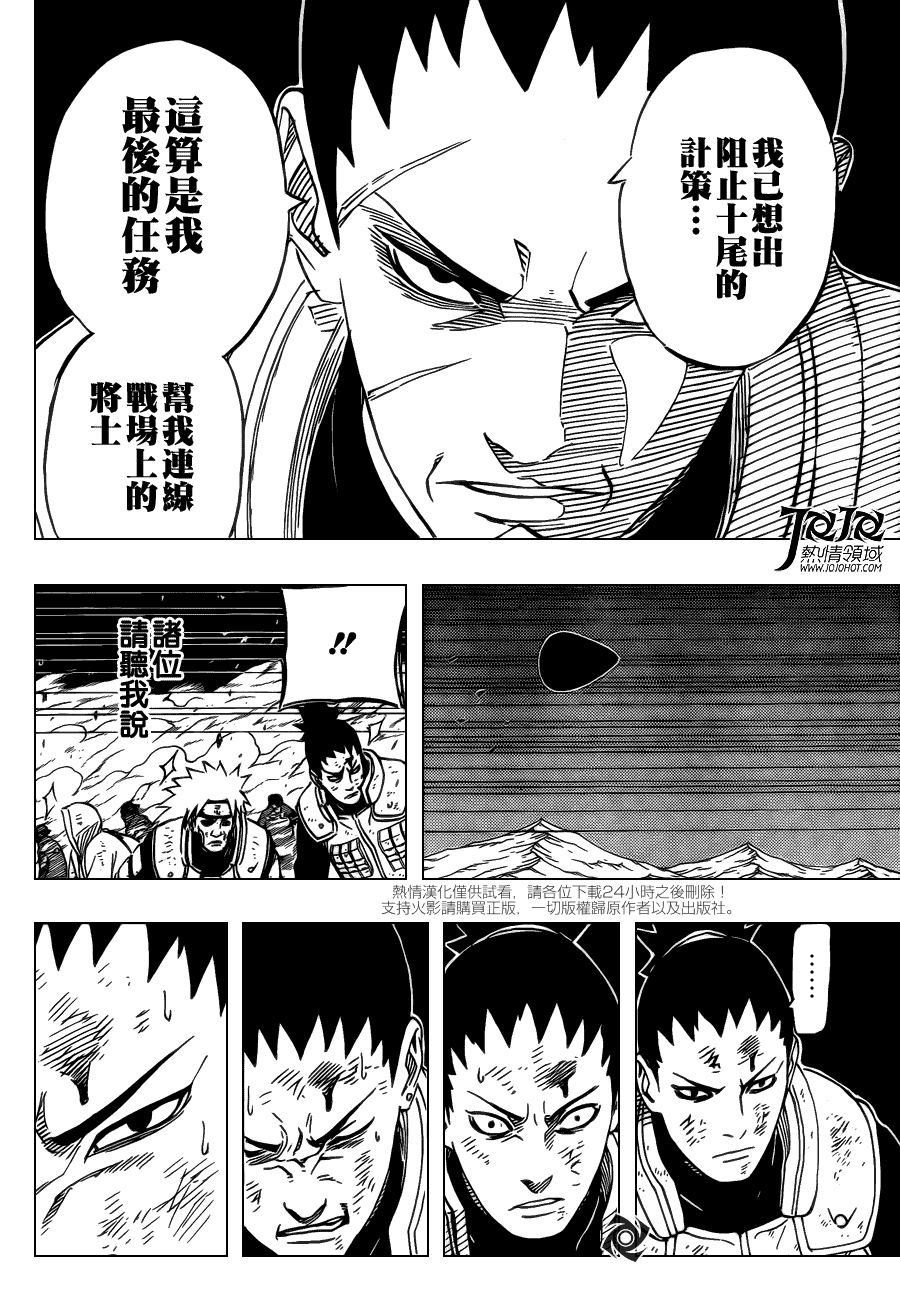 我已想出
阻止十尾的
計策…
這算是我
最後的任務
幫我連線
戰場上的
將士
JOJO
熱情領域
WWW.JOJOHOT.COM
!!
諸位
請聽我說
熱情漢化僅供試看，請各位下載24小時之後刪除！
支持火影請購買正版，一切版權歸原作者以及出版社。
……